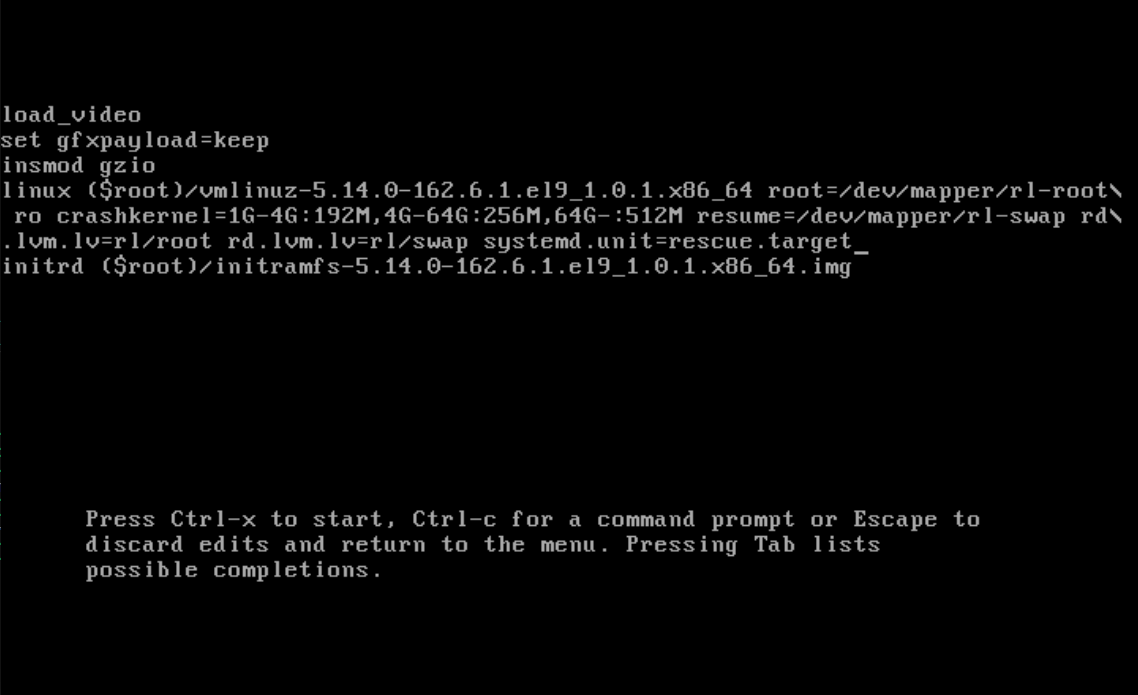 load_video
set gfxpayload=keep
insmod gzio
linux ($root)/vmlinuz-5.14.0-162.6.1.el9_1.0.1.x86_64 root=/dev/mapper/rl-root\
 ro crashkernel=1G-4G:192M,4G-64G:256M,64G-:512M resume=/dev/mapper/rl-swap rd\
.lvm.lv=rl/root rd.lvm.lv=rl/swap systemd.unit=rescue.target_
initrd ($root)/initramfs-5.14.0-162.6.1.el9_1.0.1.x86_64.img
Press Ctrl-x to start, Ctrl-c for a command prompt or Escape to
discard edits and return to the menu. Pressing Tab lists
possible completions.